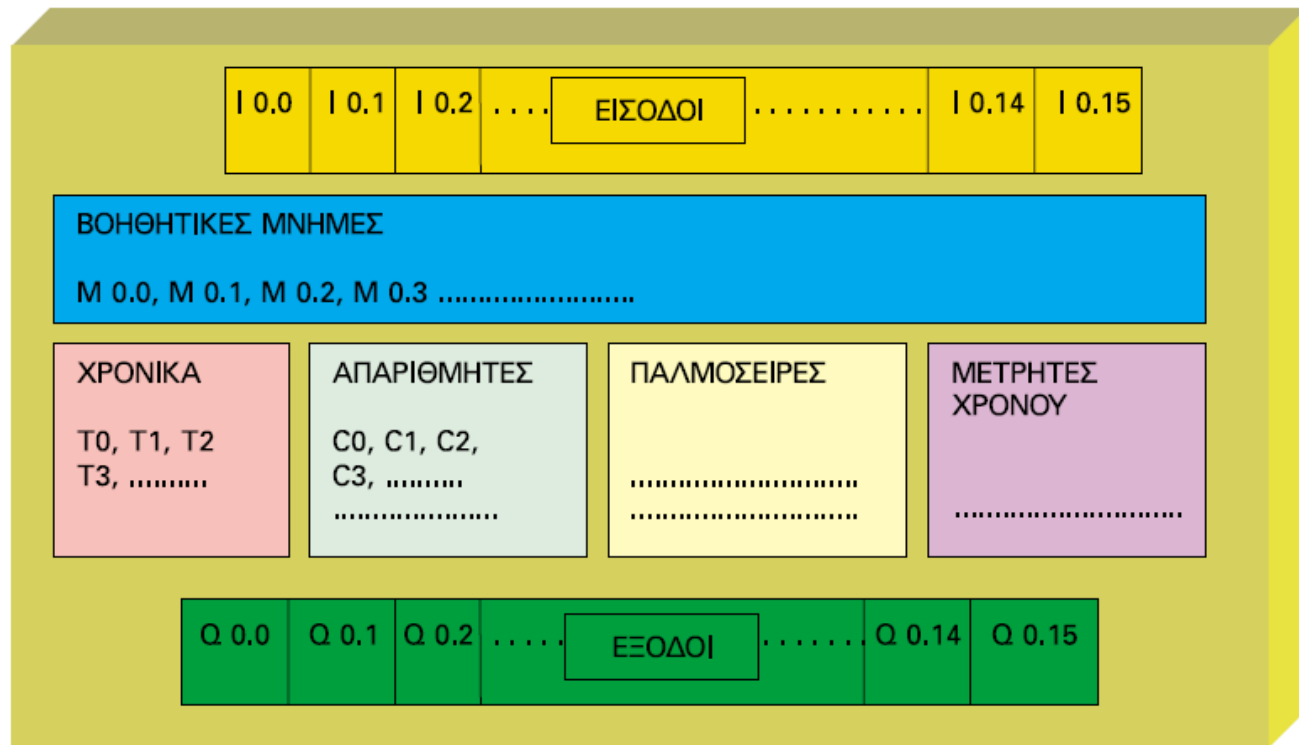 I 0.0 I 0.1 I 0.2 .... ΕΙΣΟΔΟΙ ........... I 0.14 I 0.15
ΒΟΗΘΗΤΙΚΕΣ ΜΝΗΜΕΣ
M 0.0, M 0.1, M 0.2, M 0.3 ..........................
ΧΡΟΝΙΚΑ
T0, T1, T2
T3, ..........
ΑΠΑΡΙΘΜΗΤΕΣ
C0, C1, C2,
C3, ..........
......................
ΠΑΛΜΟΣΕΙΡΕΣ
..............................
..............................
ΜΕΤΡΗΤΕΣ
ΧΡΟΝΟΥ
..............................
Q 0.0 Q 0.1 Q 0.2 ..... ΕΞΟΔΟΙ ....... Q 0.14 Q 0.15